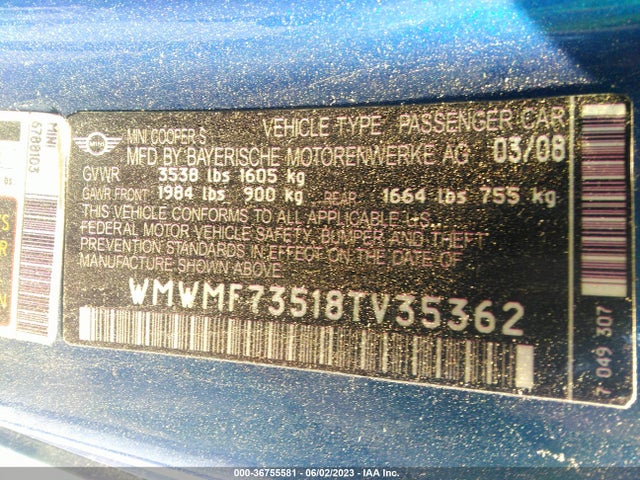 MINI
6788103
MINI
MINI COOPER S VEHICLE TYPE PASSENGER CAR
MFD BY BAYERISCHE MOTORENWERKE AG 03/08
GVWR 3538 lbs 1605 kg
GAWR FRONT 1984 lbs 900 kg REAR 1664 lbs 755 kg
THIS VEHICLE CONFORMS TO ALL APPLICABLE U.S.
FEDERAL MOTOR VEHICLE SAFETY, BUMPER AND THEFT
PREVENTION STANDARDS IN EFFECT ON THE DATE OF
MANUFACTURE SHOWN ABOVE.
WMWMF73518TV35362
7 049 307
000-36755581 - 06/02/2023 - IAA Inc.